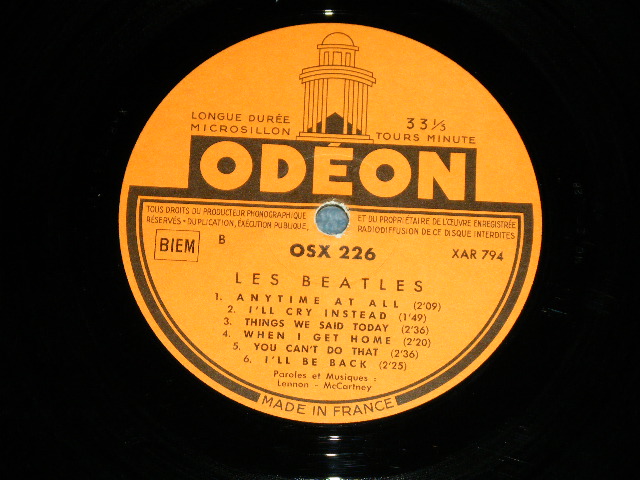 LONGUE DURÉE
MICROSILLON
33⅓
TOURS MINUTE
ODÉON
TOUS DROITS DU PRODUCTEUR PHONOGRAPHIQUE
RÉSERVÉS - DUPLICATION, EXÉCUTION PUBLIQUE,
ET DU PROPRIÉTAIRE DE L'ŒUVRE ENREGISTRÉE
RADIODIFFUSION DE CE DISQUE INTERDITES
BIEM
B
OSX 226
XAR 794
LES BEATLES
1. ANYTIME AT ALL (2'09)
2. I'LL CRY INSTEAD (1'49)
3. THINGS WE SAID TODAY (2'36)
4. WHEN I GET HOME (2'20)
5. YOU CAN'T DO THAT (2'36)
6. I'LL BE BACK (2'25)
Paroles et Musiques :
Lennon - McCartney
MADE IN FRANCE